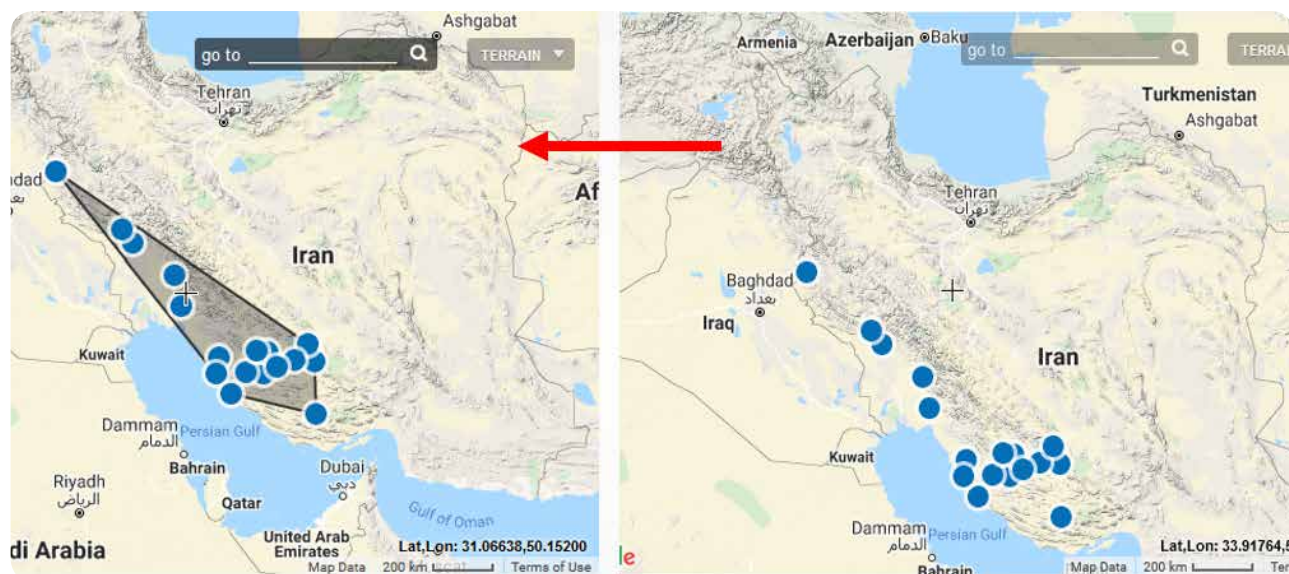 Ashgabat
go to
TERRAIN
Tehran
تهران
dad
Af
Iran
Kuwait
Dammam
الدمام
Persian Gulf
Bahrain
Dubai
دبي
Riyadh
الرياض
Qatar
Gulf of Oman
United Arab
Emirates
di Arabia
Lat,Lon: 31.06638,50.15200
Map Data
200 km
Terms of Use
Armenia
Azerbaijan
Baku
go to
TERRAI
Turkmenistan
Ashgabat
Tehran
تهران
Baghdad
بغداد
Iraq
Iran
Kuwait
Dammam
الدمام
Persian Gulf
Bahrain
le
Lat,Lon: 33.91764,5
Map Data
200 km
Ter